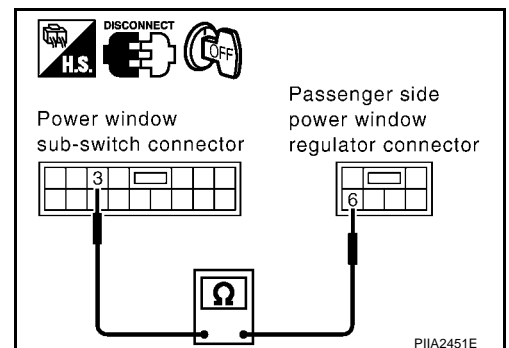 DISCONNECT
H.S.
OFF
Power window
sub-switch connector
Passenger side
power window
regulator connector
3
6
Ω
PIIA2451E